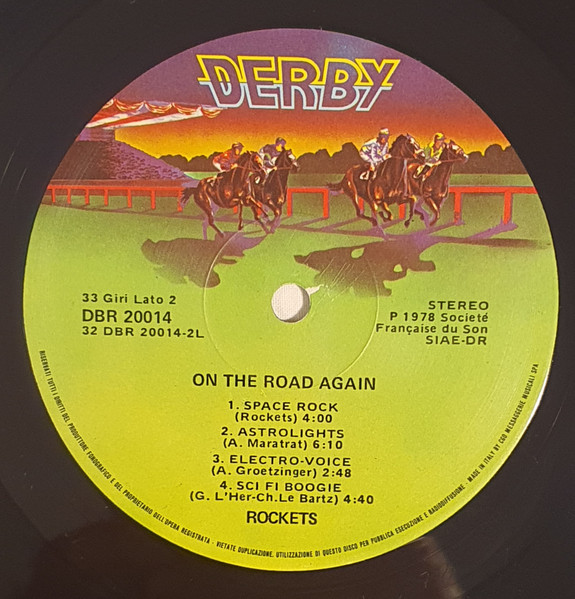 DERBY
33 Giri Lato 2
DBR 20014
32 DBR 20014-2L
STEREO
P 1978 Societé
Française du Son
SIAE-DR
ON THE ROAD AGAIN
1. SPACE ROCK
(Rockets) 4:00
2. ASTROLIGHTS
(A. Maratrat) 6:10
3. ELECTRO-VOICE
(A. Groetzinger) 2:48
4. SCI FI BOOGIE
(G. L'Her-Ch.Le Bartz) 4:40
ROCKETS
RISERVATI TUTTI I DIRITTI DEL PRODUTTORE FONOGRAFICO E DEL PROPRIETARIO DELL'OPERA REGISTRATA - VIETATE DUPLICAZIONE, UTILIZZAZIONE DI QUESTO DISCO PER PUBBLICA ESECUZIONE E RADIODIFFUSIONE. - MADE IN ITALY BY CGD MESSAGGERIE MUSICALI SPA